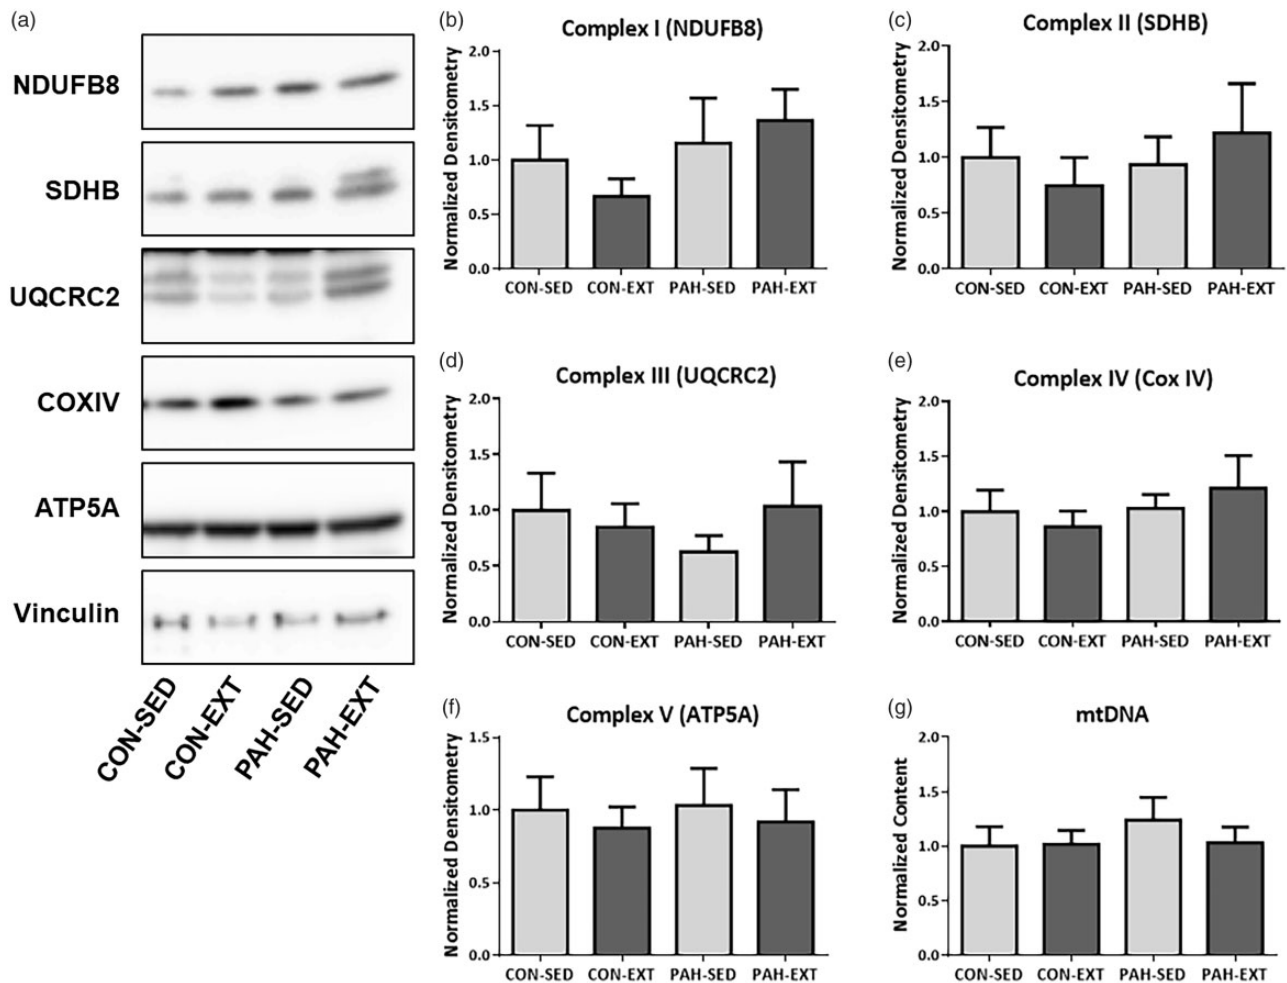 (a)
NDUFB8
SDHB
UQCRC2
COXIV
ATP5A
Vinculin
CON-SED
CON-EXT
PAH-SED
PAH-EXT
(b)
Complex I (NDUFB8)
Normalized Densitometry
2.0
1.5
1.0
0.5
0.0
CON-SED CON-EXT PAH-SED PAH-EXT
(c)
Complex II (SDHB)
Normalized Densitometry
2.0
1.5
1.0
0.5
0.0
CON-SED CON-EXT PAH-SED PAH-EXT
(d)
Complex III (UQCRC2)
Normalized Densitometry
2.0
1.5
1.0
0.5
0.0
CON-SED CON-EXT PAH-SED PAH-EXT
(e)
Complex IV (Cox IV)
Normalized Densitometry
2.0
1.5
1.0
0.5
0.0
CON-SED CON-EXT PAH-SED PAH-EXT
(f)
Complex V (ATP5A)
Normalized Densitometry
1.5
1.0
0.5
0.0
CON-SED CON-EXT PAH-SED PAH-EXT
(g)
mtDNA
Normalized Content
2.0
1.5
1.0
0.5
0.0
CON-SED CON-EXT PAH-SED PAH-EXT